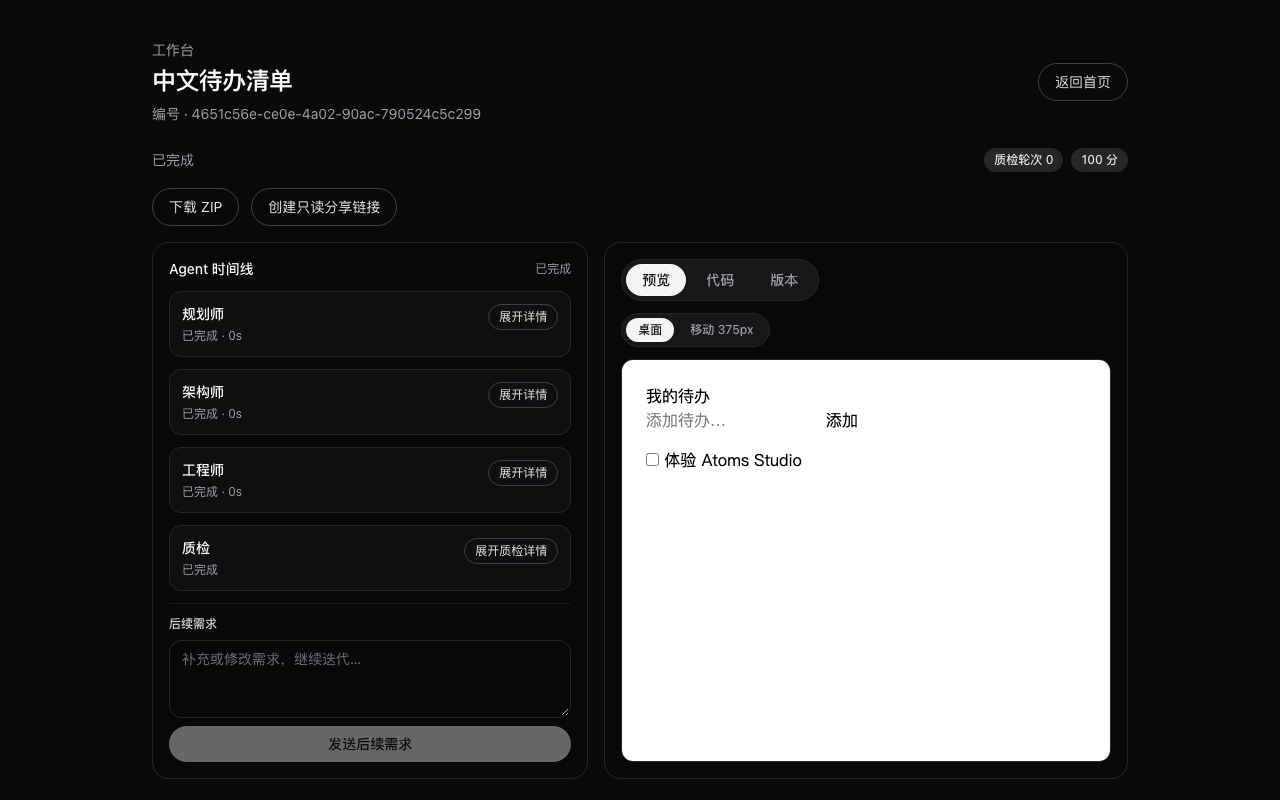 工作台
中文待办清单
编号 · 4651c56e-ce0e-4a02-90ac-790524c5c299
返回首页
已完成
质检轮次 0
100 分
下载 ZIP
创建只读分享链接
Agent 时间线
已完成
规划师
已完成 · 0s
展开详情
架构师
已完成 · 0s
展开详情
工程师
已完成 · 0s
展开详情
质检
已完成
展开质检详情
后续需求
补充或修改需求，继续迭代...
发送后续需求
预览
代码
版本
桌面
移动 375px
我的待办
添加待办...
添加
体验 Atoms Studio